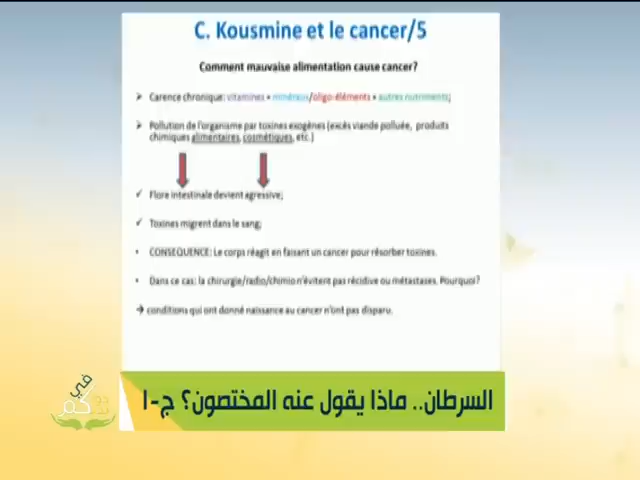 C. Kousmine et le cancer/5
Comment mauvaise alimentation cause cancer?
➤ Carence chronique: vitamines + minéraux/oligo-éléments + autres nutriments;
➤ Pollution de l'organisme par toxines exogènes (excès viande polluée, produits
chimiques alimentaires, cosmétiques, etc.)
✓ Flore intestinale devient agressive;
✓ Toxines migrent dans le sang;
• CONSEQUENCE: Le corps réagit en faisant un cancer pour résorber toxines.
• Dans ce cas: la chirurgie/radio/chimio n'évitent pas récidive ou métastases. Pourquoi?
→ conditions qui ont donné naissance au cancer n'ont pas disparu.
السرطان.. ماذا يقول عنه المختصون؟ ج-1
في